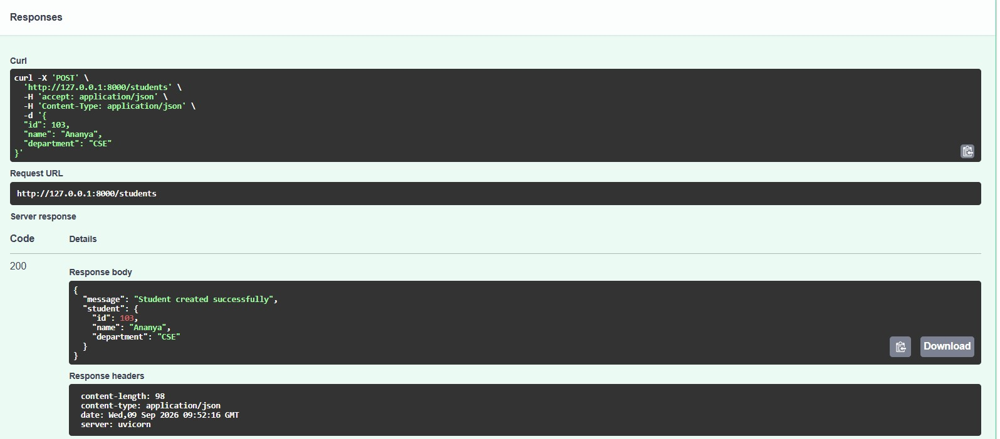 Responses
Curl
curl -X 'POST' \
  'http://127.0.0.1:8000/students' \
  -H 'accept: application/json' \
  -H 'Content-Type: application/json' \
  -d '{
  "id": 103,
  "name": "Ananya",
  "department": "CSE"
}'
Request URL
http://127.0.0.1:8000/students
Server response
Code Details
200
Response body
{
  "message": "Student created successfully",
  "student": {
    "id": 103,
    "name": "Ananya",
    "department": "CSE"
  }
}
Download
Response headers
content-length: 98
content-type: application/json
date: Wed,09 Sep 2026 09:52:16 GMT
server: uvicorn